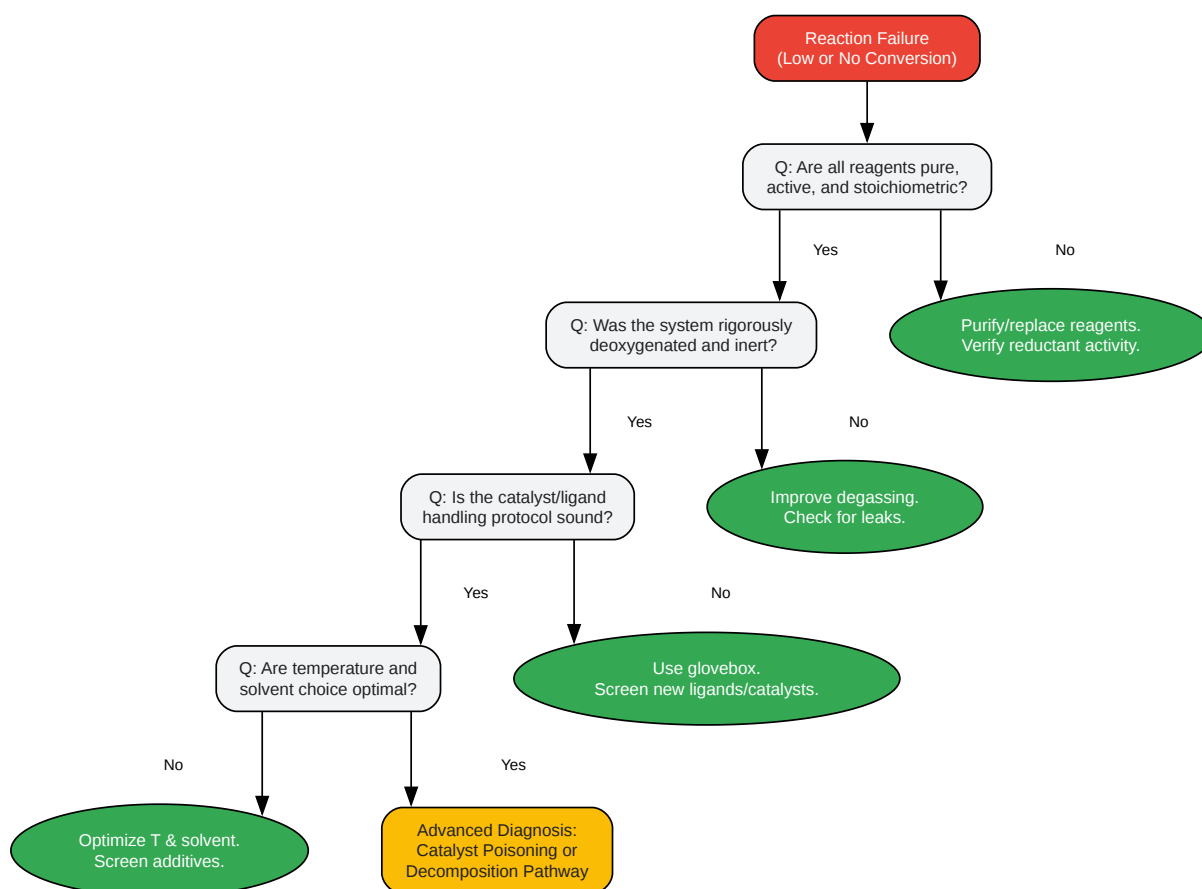 Reaction Failure
(Low or No Conversion)
Q: Are all reagents pure,
active, and stoichiometric?
Yes
No
Q: Was the system rigorously
deoxygenated and inert?
Purify/replace reagents.
Verify reductant activity.
Yes
No
Q: Is the catalyst/ligand
handling protocol sound?
Improve degassing.
Check for leaks.
Yes
No
Q: Are temperature and
solvent choice optimal?
Use glovebox.
Screen new ligands/catalysts.
No
Yes
Optimize T & solvent.
Screen additives.
Advanced Diagnosis:
Catalyst Poisoning or
Decomposition Pathway